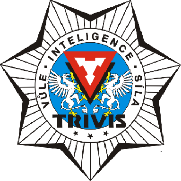 VŮLE · INTELIGENCE · SÍLA
TRIVIS